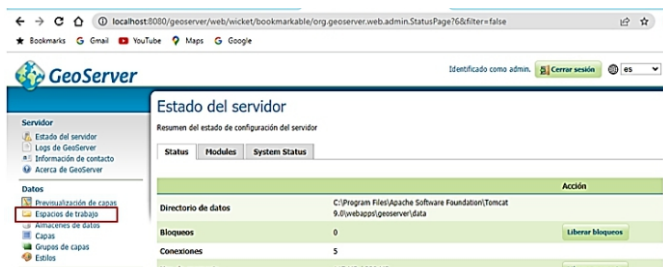 localhost:8080/geoserver/web/wicket/bookmarkable/org.geoserver.web.admin.StatusPage?6&filter=false
Bookmarks Gmail YouTube Maps Google
GeoServer
Identificado como admin. Cerrar sesión es
Servidor
Estado del servidor
Logs de GeoServer
Información de contacto
Acerca de GeoServer
Datos
Previsualización de capas
Espacios de trabajo
Almacenes de datos
Capas
Grupos de capas
Estilos
Estado del servidor
Resumen del estado de configuración del servidor
Status Modules System Status
Acción
Directorio de datos C:\Program Files\Apache Software Foundation\Tomcat
9.0\webapps\geoserver\data
Bloqueos 0 Liberar bloqueos
Conexiones 5